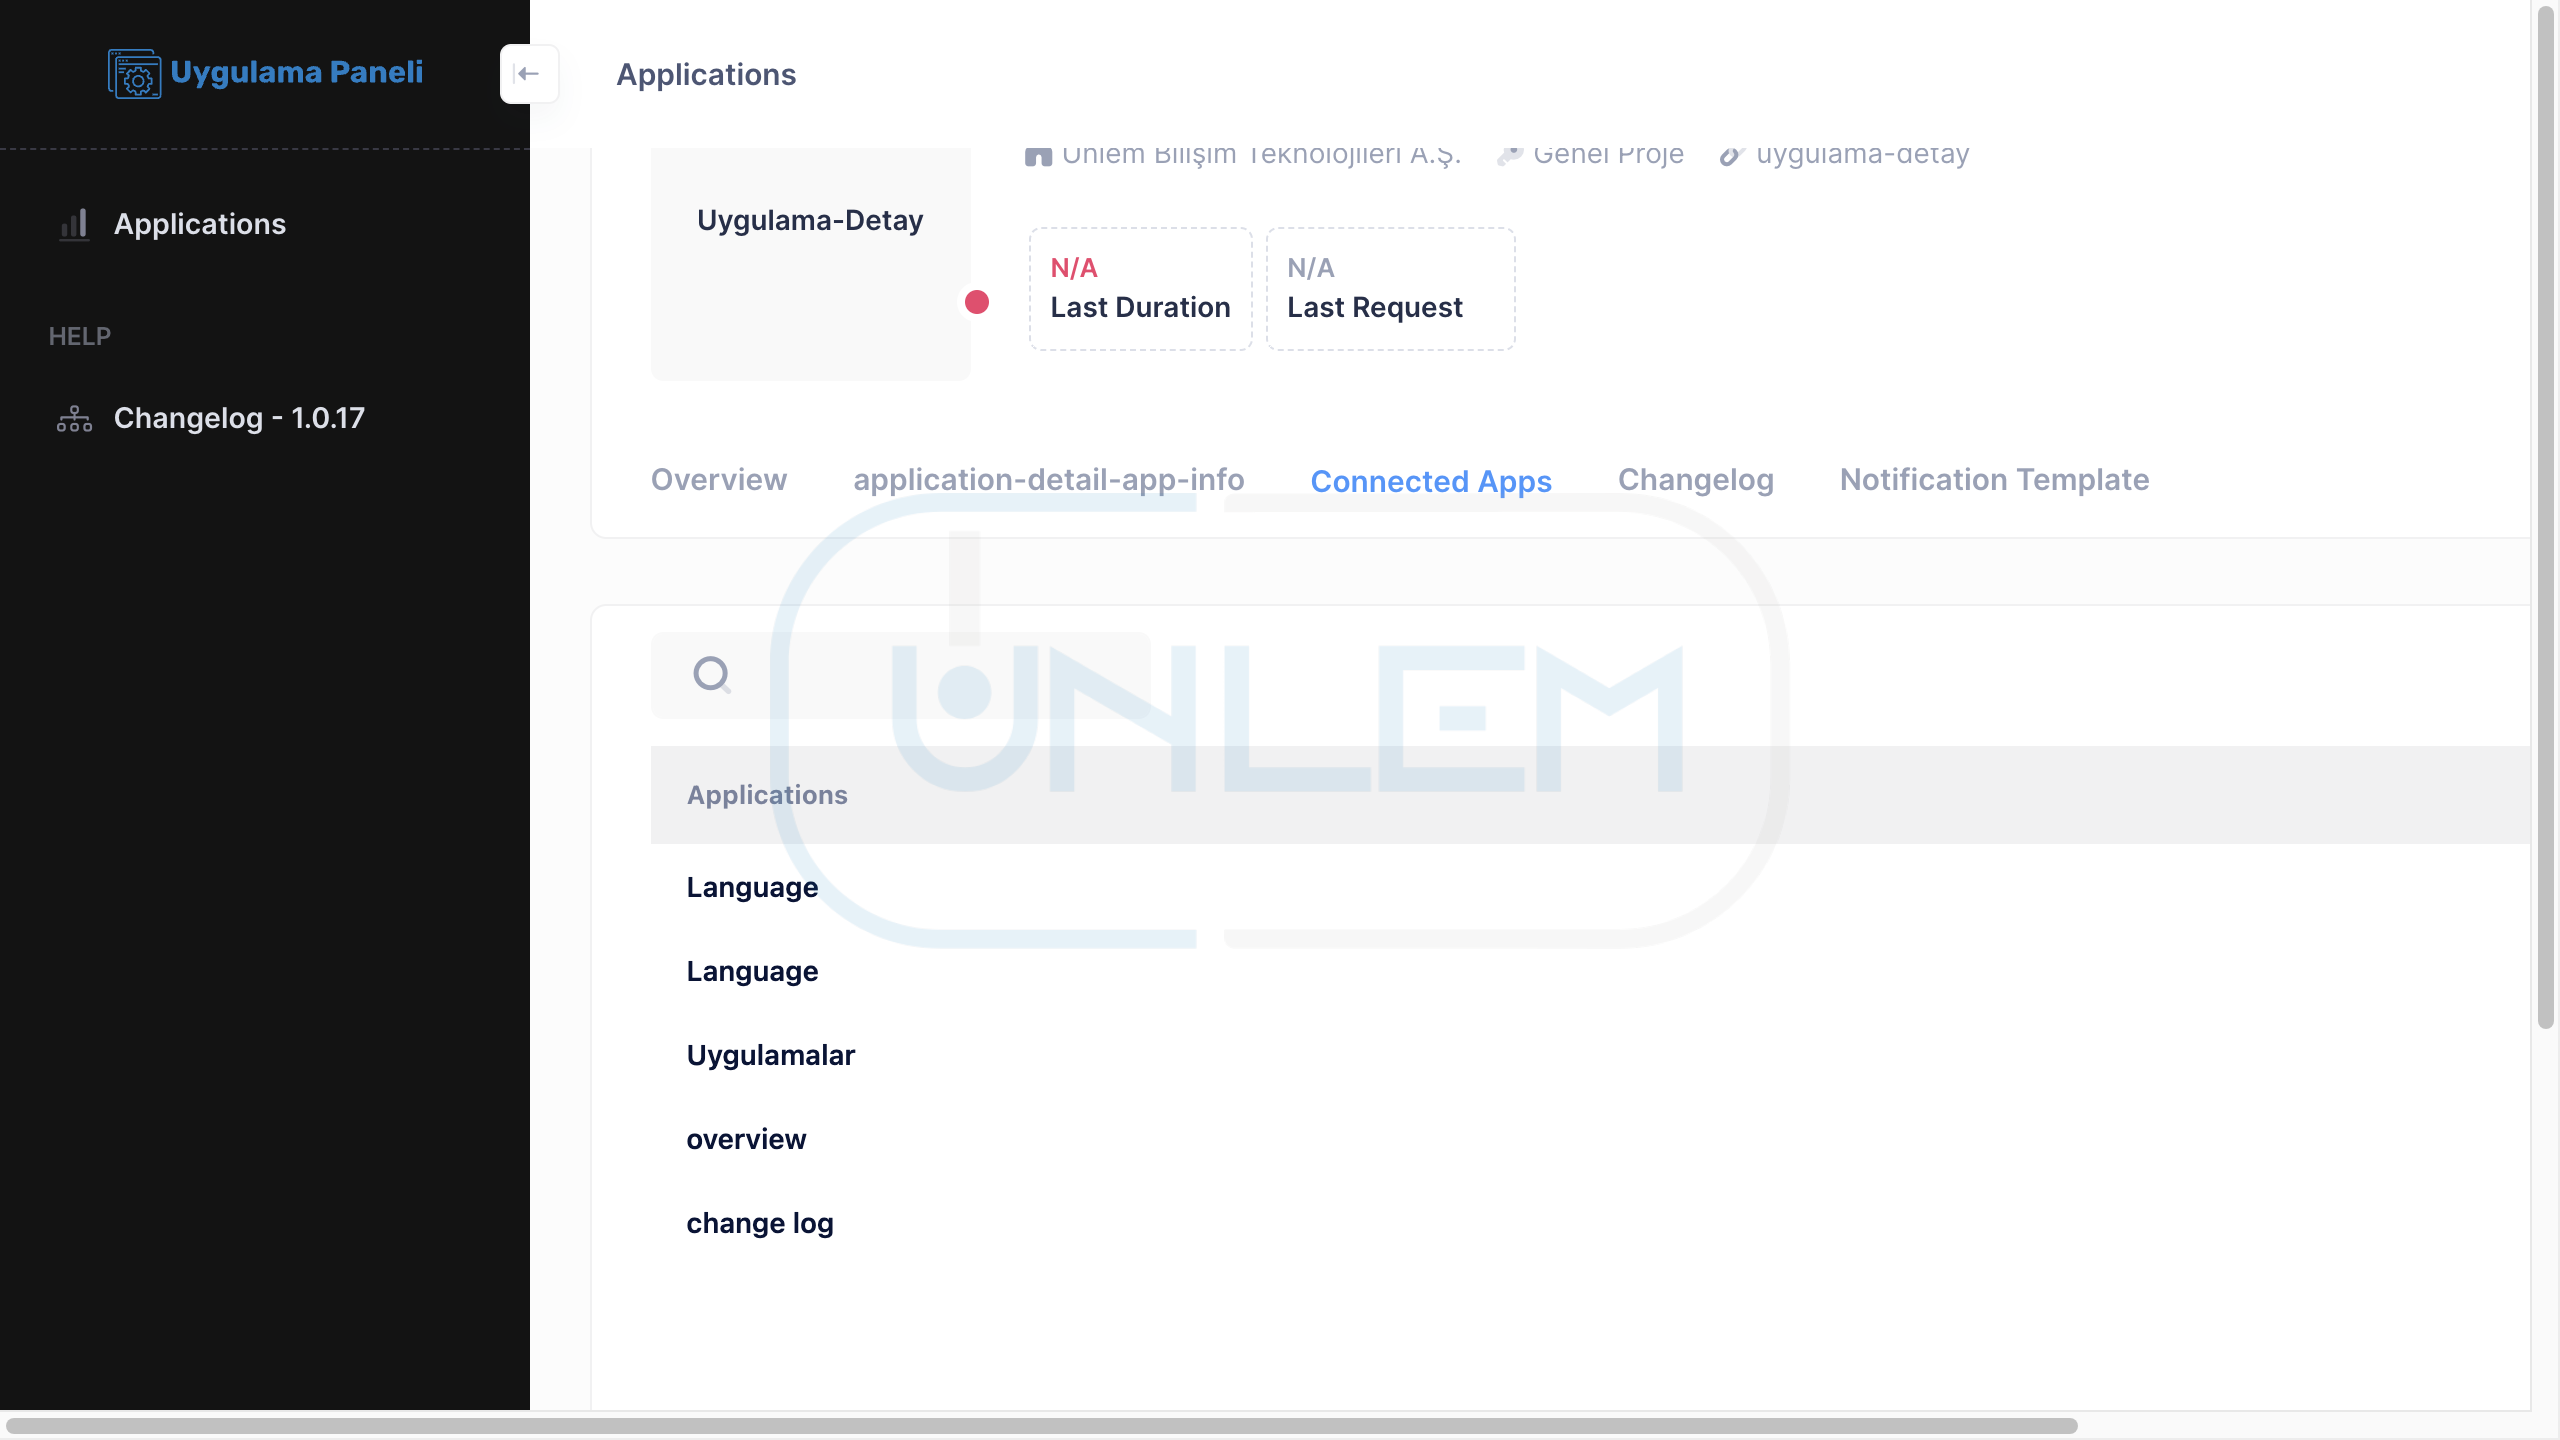 Uygulama Paneli
Applications
HELP
Changelog - 1.0.17
Applications
Ünlem Bilişim Teknolojileri A.Ş. Genel Proje uygulama-detay
Uygulama-Detay
N/A
Last Duration
N/A
Last Request
Overview application-detail-app-info Connected Apps Changelog Notification Template
UNLEM
Applications
Language
Language
Uygulamalar
overview
change log